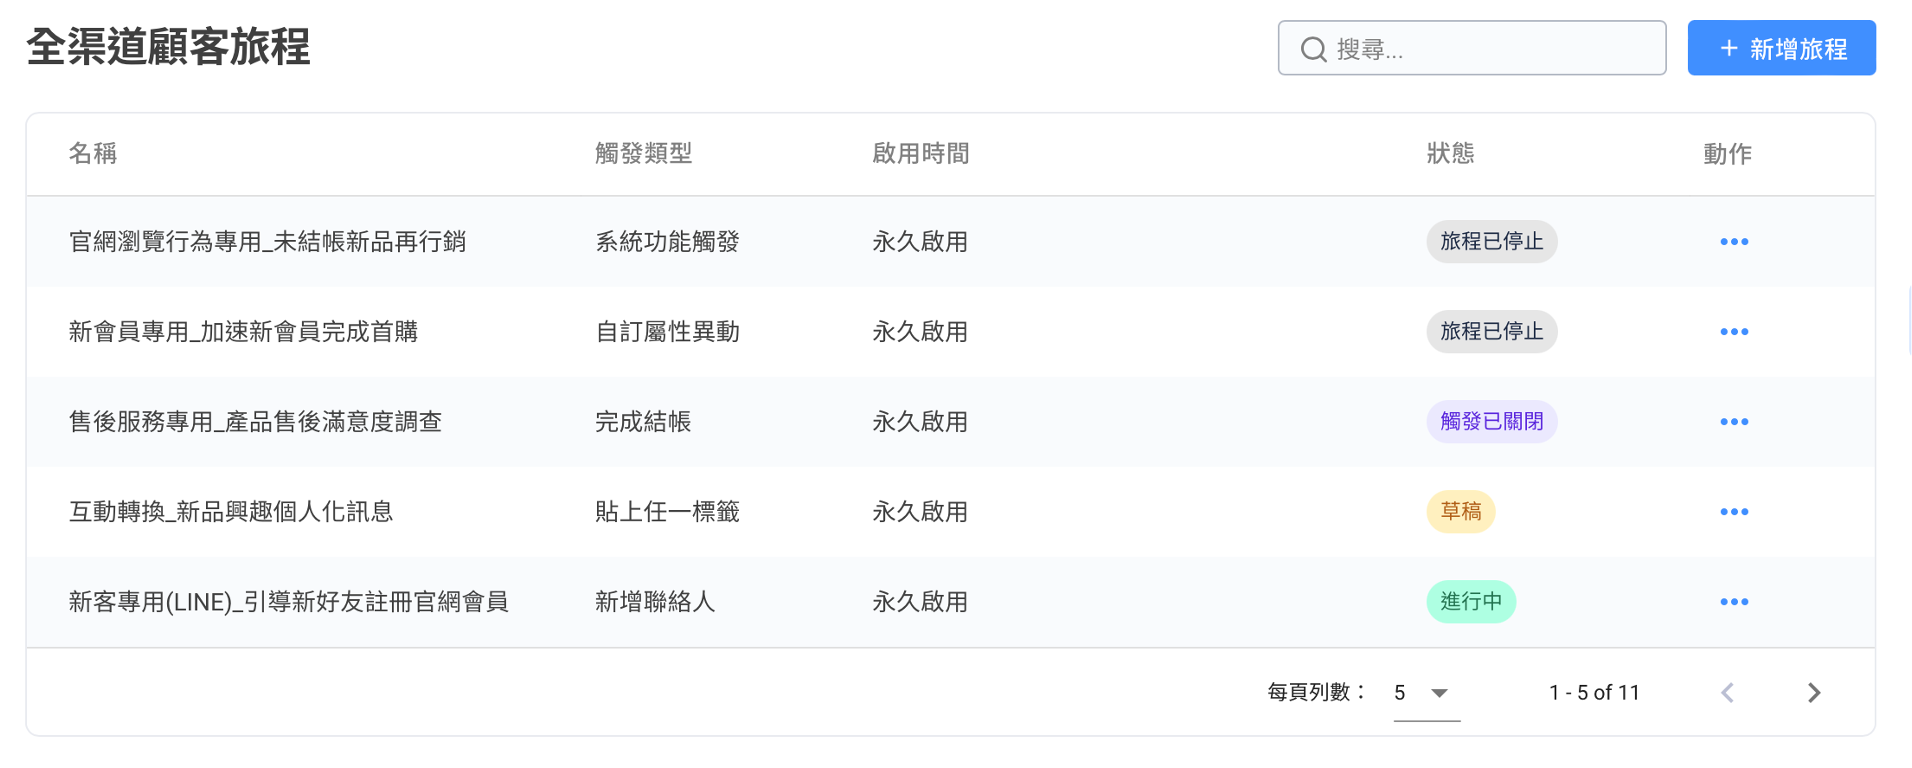 全渠道顧客旅程
搜尋...
+ 新增旅程
名稱 觸發類型 啟用時間 狀態 動作
官網瀏覽行為專用_未結帳新品再行銷 系統功能觸發 永久啟用 旅程已停止
新會員專用_加速新會員完成首購 自訂屬性異動 永久啟用 旅程已停止
售後服務專用_產品售後滿意度調查 完成結帳 永久啟用 觸發已關閉
互動轉換_新品興趣個人化訊息 貼上任一標籤 永久啟用 草稿
新客專用(LINE)_引導新好友註冊官網會員 新增聯絡人 永久啟用 進行中
每頁列數： 5 1 - 5 of 11